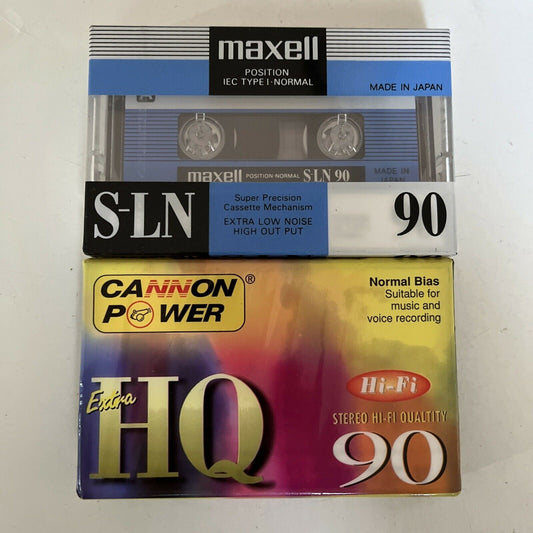 maxell
POSITION
IEC TYPE I·NORMAL
MADE IN JAPAN
A
MADE IN
JAPAN
maxell POSITION·NORMAL S-LN 90
S-LN
Super Precision
Cassette Mechanism
EXTRA LOW NOISE
HIGH OUT PUT
90
CANNON
POWER
®
Normal Bias
Suitable for
music and
voice recording
Extra
HQ
Hi-Fi
STEREO HI-FI QUALTITY
90